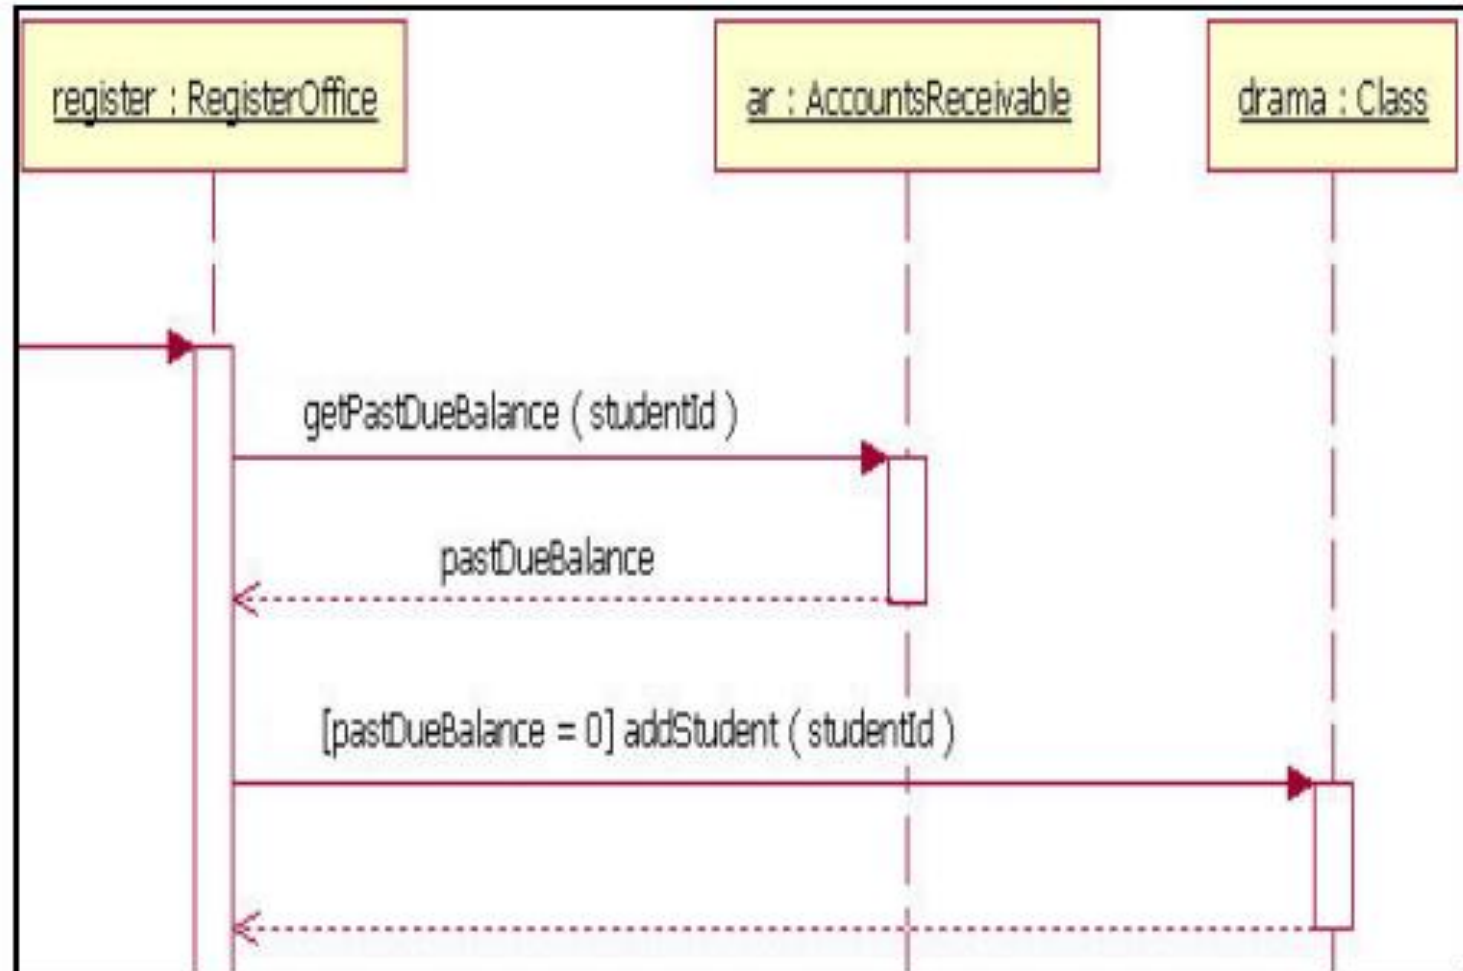 register : RegisterOffice
ar : AccountsReceivable
drama : Class
getPastDueBalance ( studentId )
pastDueBalance
[pastDueBalance = 0] addStudent ( studentId )